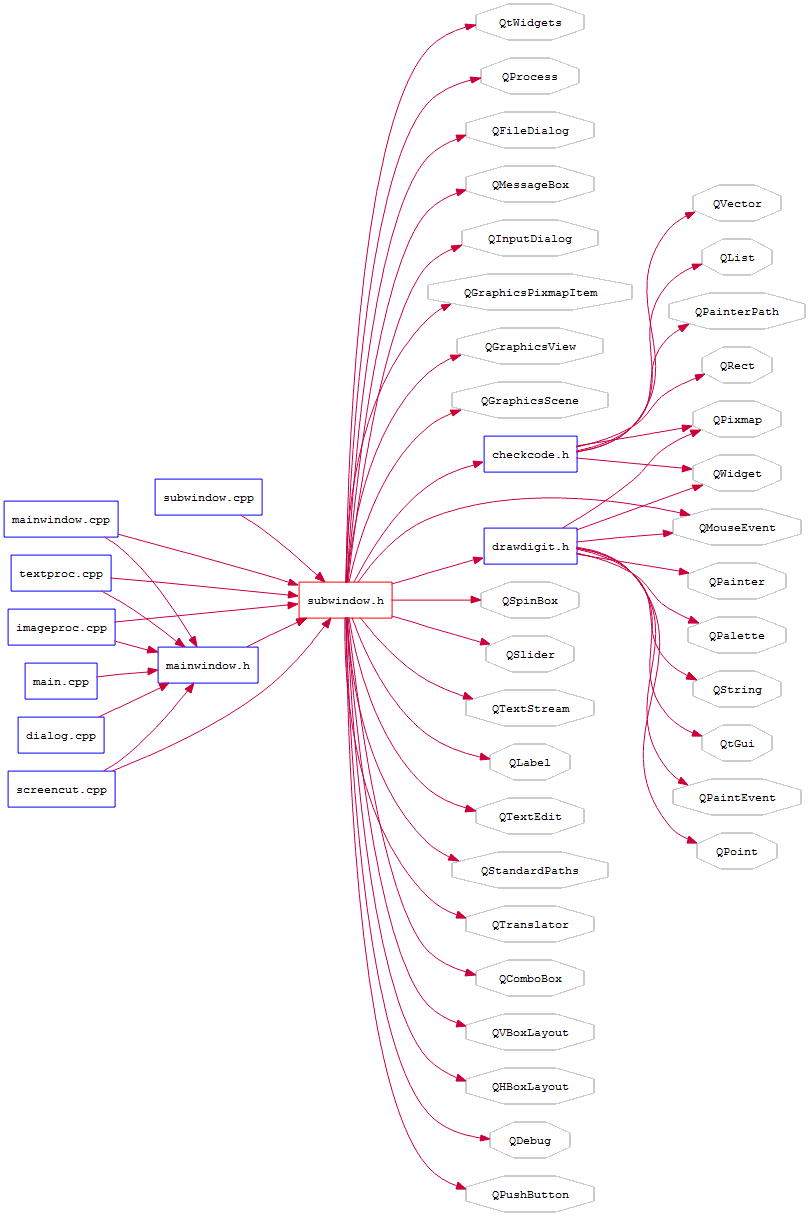 QtWidgets
QProcess
QFileDialog
QMessageBox
QVector
QInputDialog
QList
QGraphicsPixmapItem
QPainterPath
QGraphicsView
QRect
QGraphicsScene
QPixmap
checkcode.h
QWidget
subwindow.cpp
mainwindow.cpp
QMouseEvent
drawdigit.h
textproc.cpp
QPainter
subwindow.h
QSpinBox
imageproc.cpp
QPalette
QSlider
mainwindow.h
main.cpp
QString
QTextStream
dialog.cpp
QtGui
QLabel
screencut.cpp
QPaintEvent
QTextEdit
QPoint
QStandardPaths
QTranslator
QComboBox
QVBoxLayout
QHBoxLayout
QDebug
QPushButton